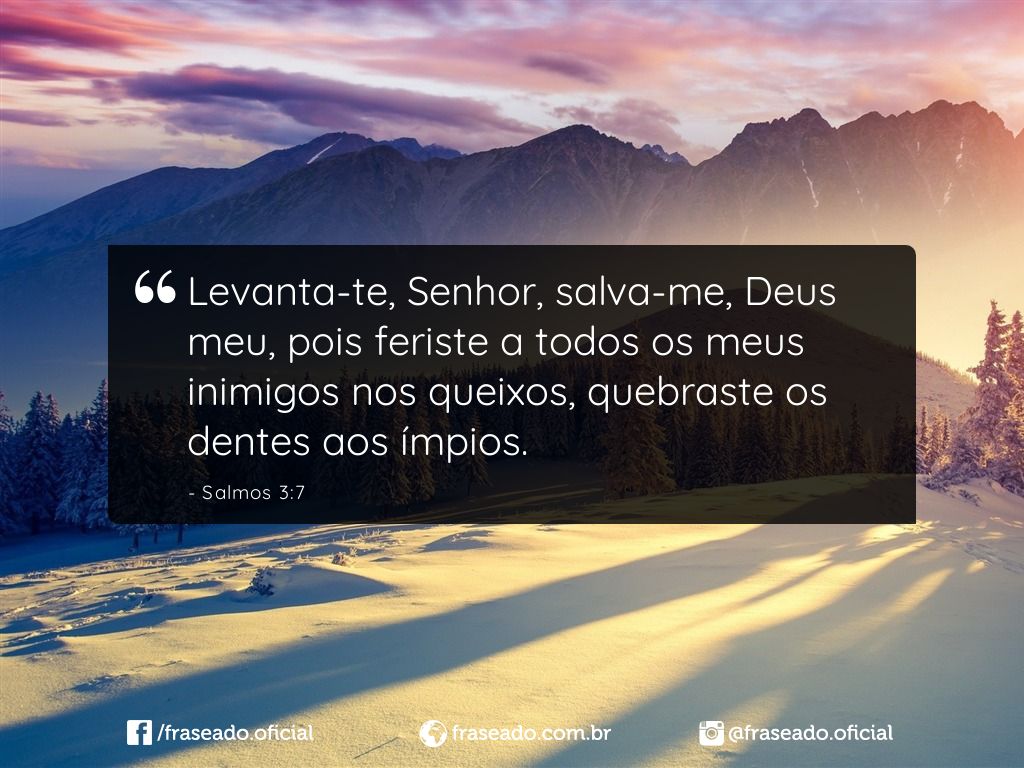 ❝ Levanta-te, Senhor, salva-me, Deus
meu, pois feriste a todos os meus
inimigos nos queixos, quebraste os
dentes aos ímpios.
- Salmos 3:7
/fraseado.oficial fraseado.com.br @fraseado.oficial